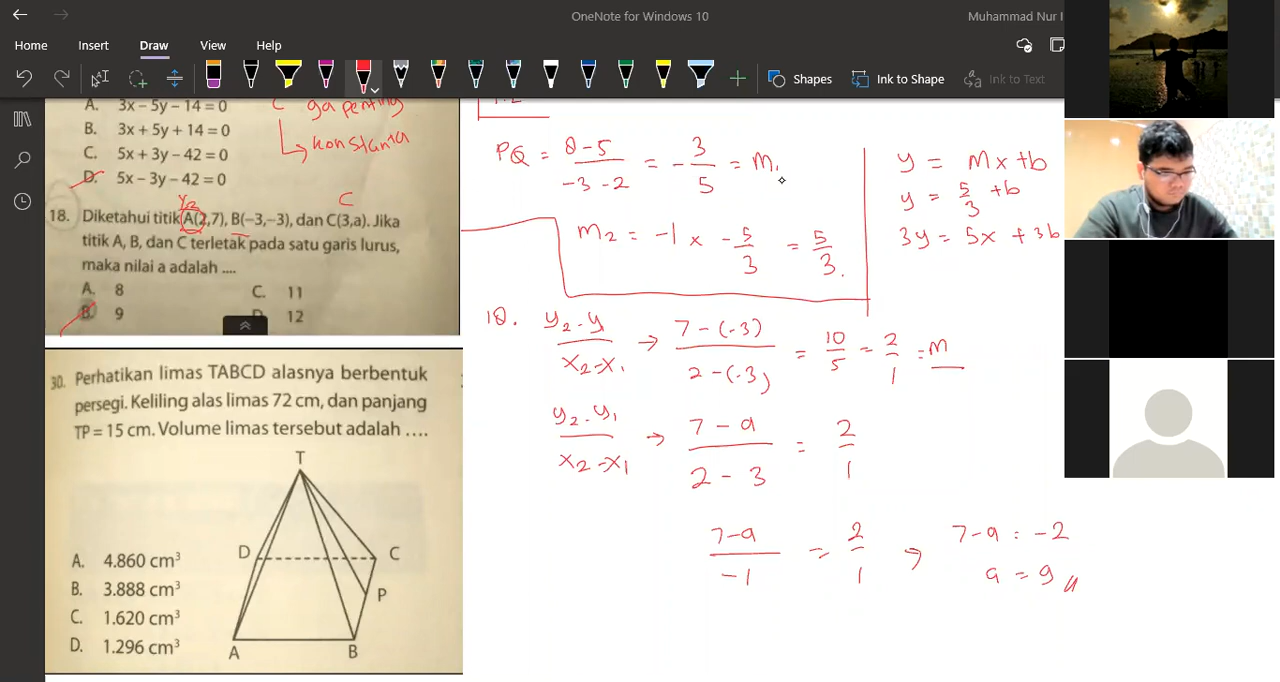 OneNote for Windows 10
Muhammad Nur I
Home Insert Draw View Help
Shapes Ink to Shape Ink to Text
A. 3x – 5y – 14 = 0
B. 3x + 5y + 14 = 0
C. 5x + 3y – 42 = 0
D. 5x – 3y – 42 = 0
C ga penting
konstanta
C
18. Diketahui titik A(2,7), B(–3,–3), dan C(3,a). Jika
titik A, B, dan C terletak pada satu garis lurus,
maka nilai a adalah ....
A. 8
B. 9
C. 11
D. 12
30. Perhatikan limas TABCD alasnya berbentuk
persegi. Keliling alas limas 72 cm, dan panjang
TP = 15 cm. Volume limas tersebut adalah ....
T
D
C
P
A
B
A. 4.860 cm³
B. 3.888 cm³
C. 1.620 cm³
D. 1.296 cm³
PQ = 8-5 / -3-2 = - 3/5 = m₁
m₂ = -1 x - 5/3 = 5/3.
y = mx+b
y = 5/3 +b
3y = 5x + 3b
18. y₂-y₁ / x₂-x₁ → 7-(-3) / 2-(-3) = 10/5 = 2/1 = m
y₂-y₁ / x₂-x₁ → 7-a / 2-3 = 2/1
7-a / -1 = 2/1 → 7-a = -2
a = 9